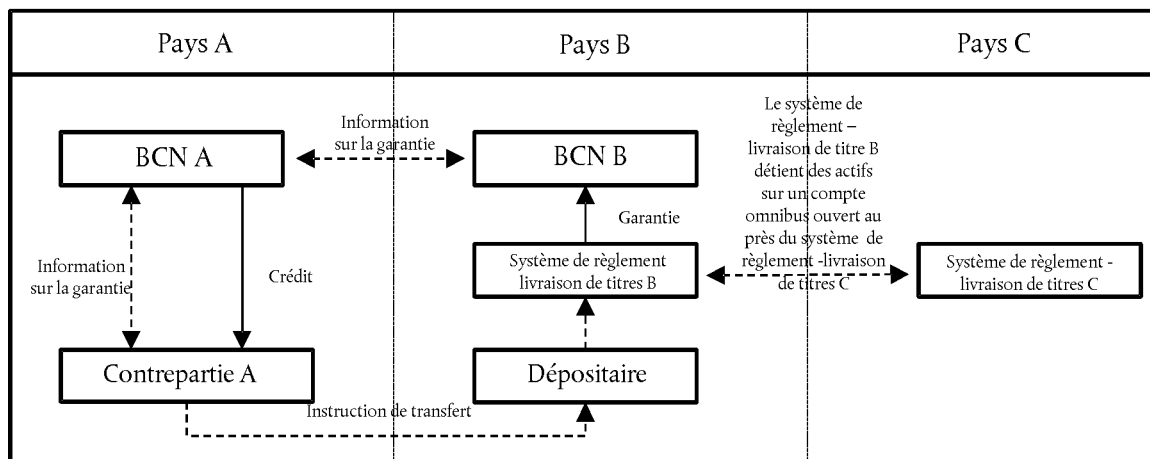 Pays A
Pays B
Pays C
BCN A
Information
sur la garantie
BCN B
Le système de
règlement –
livraison de titre B
détient des actifs
sur un compte
omnibus ouvert au
près du système de
règlement -livraison
de titres C
Information
sur la garantie
Crédit
Garantie
Système de règlement
livraison de titres B
Système de règlement -
livraison de titres C
Contrepartie A
Dépositaire
Instruction de transfert